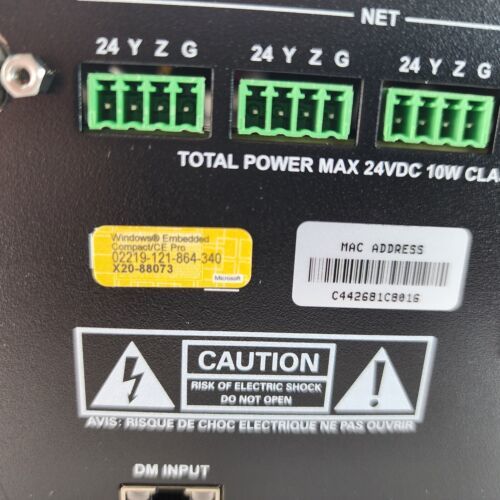 NET
24 Y Z G
24 Y Z G
24 Y Z G
TOTAL POWER MAX 24VDC 10W CLA
Windows® Embedded
Compact/CE Pro
02219-121-864-340
X20-88073
Microsoft
MAC ADDRESS
C442681C8016
CAUTION
RISK OF ELECTRIC SHOCK
DO NOT OPEN
AVIS: RISQUE DE CHOC ELECTRIQUE NE PAS OUVRIR
DM INPUT